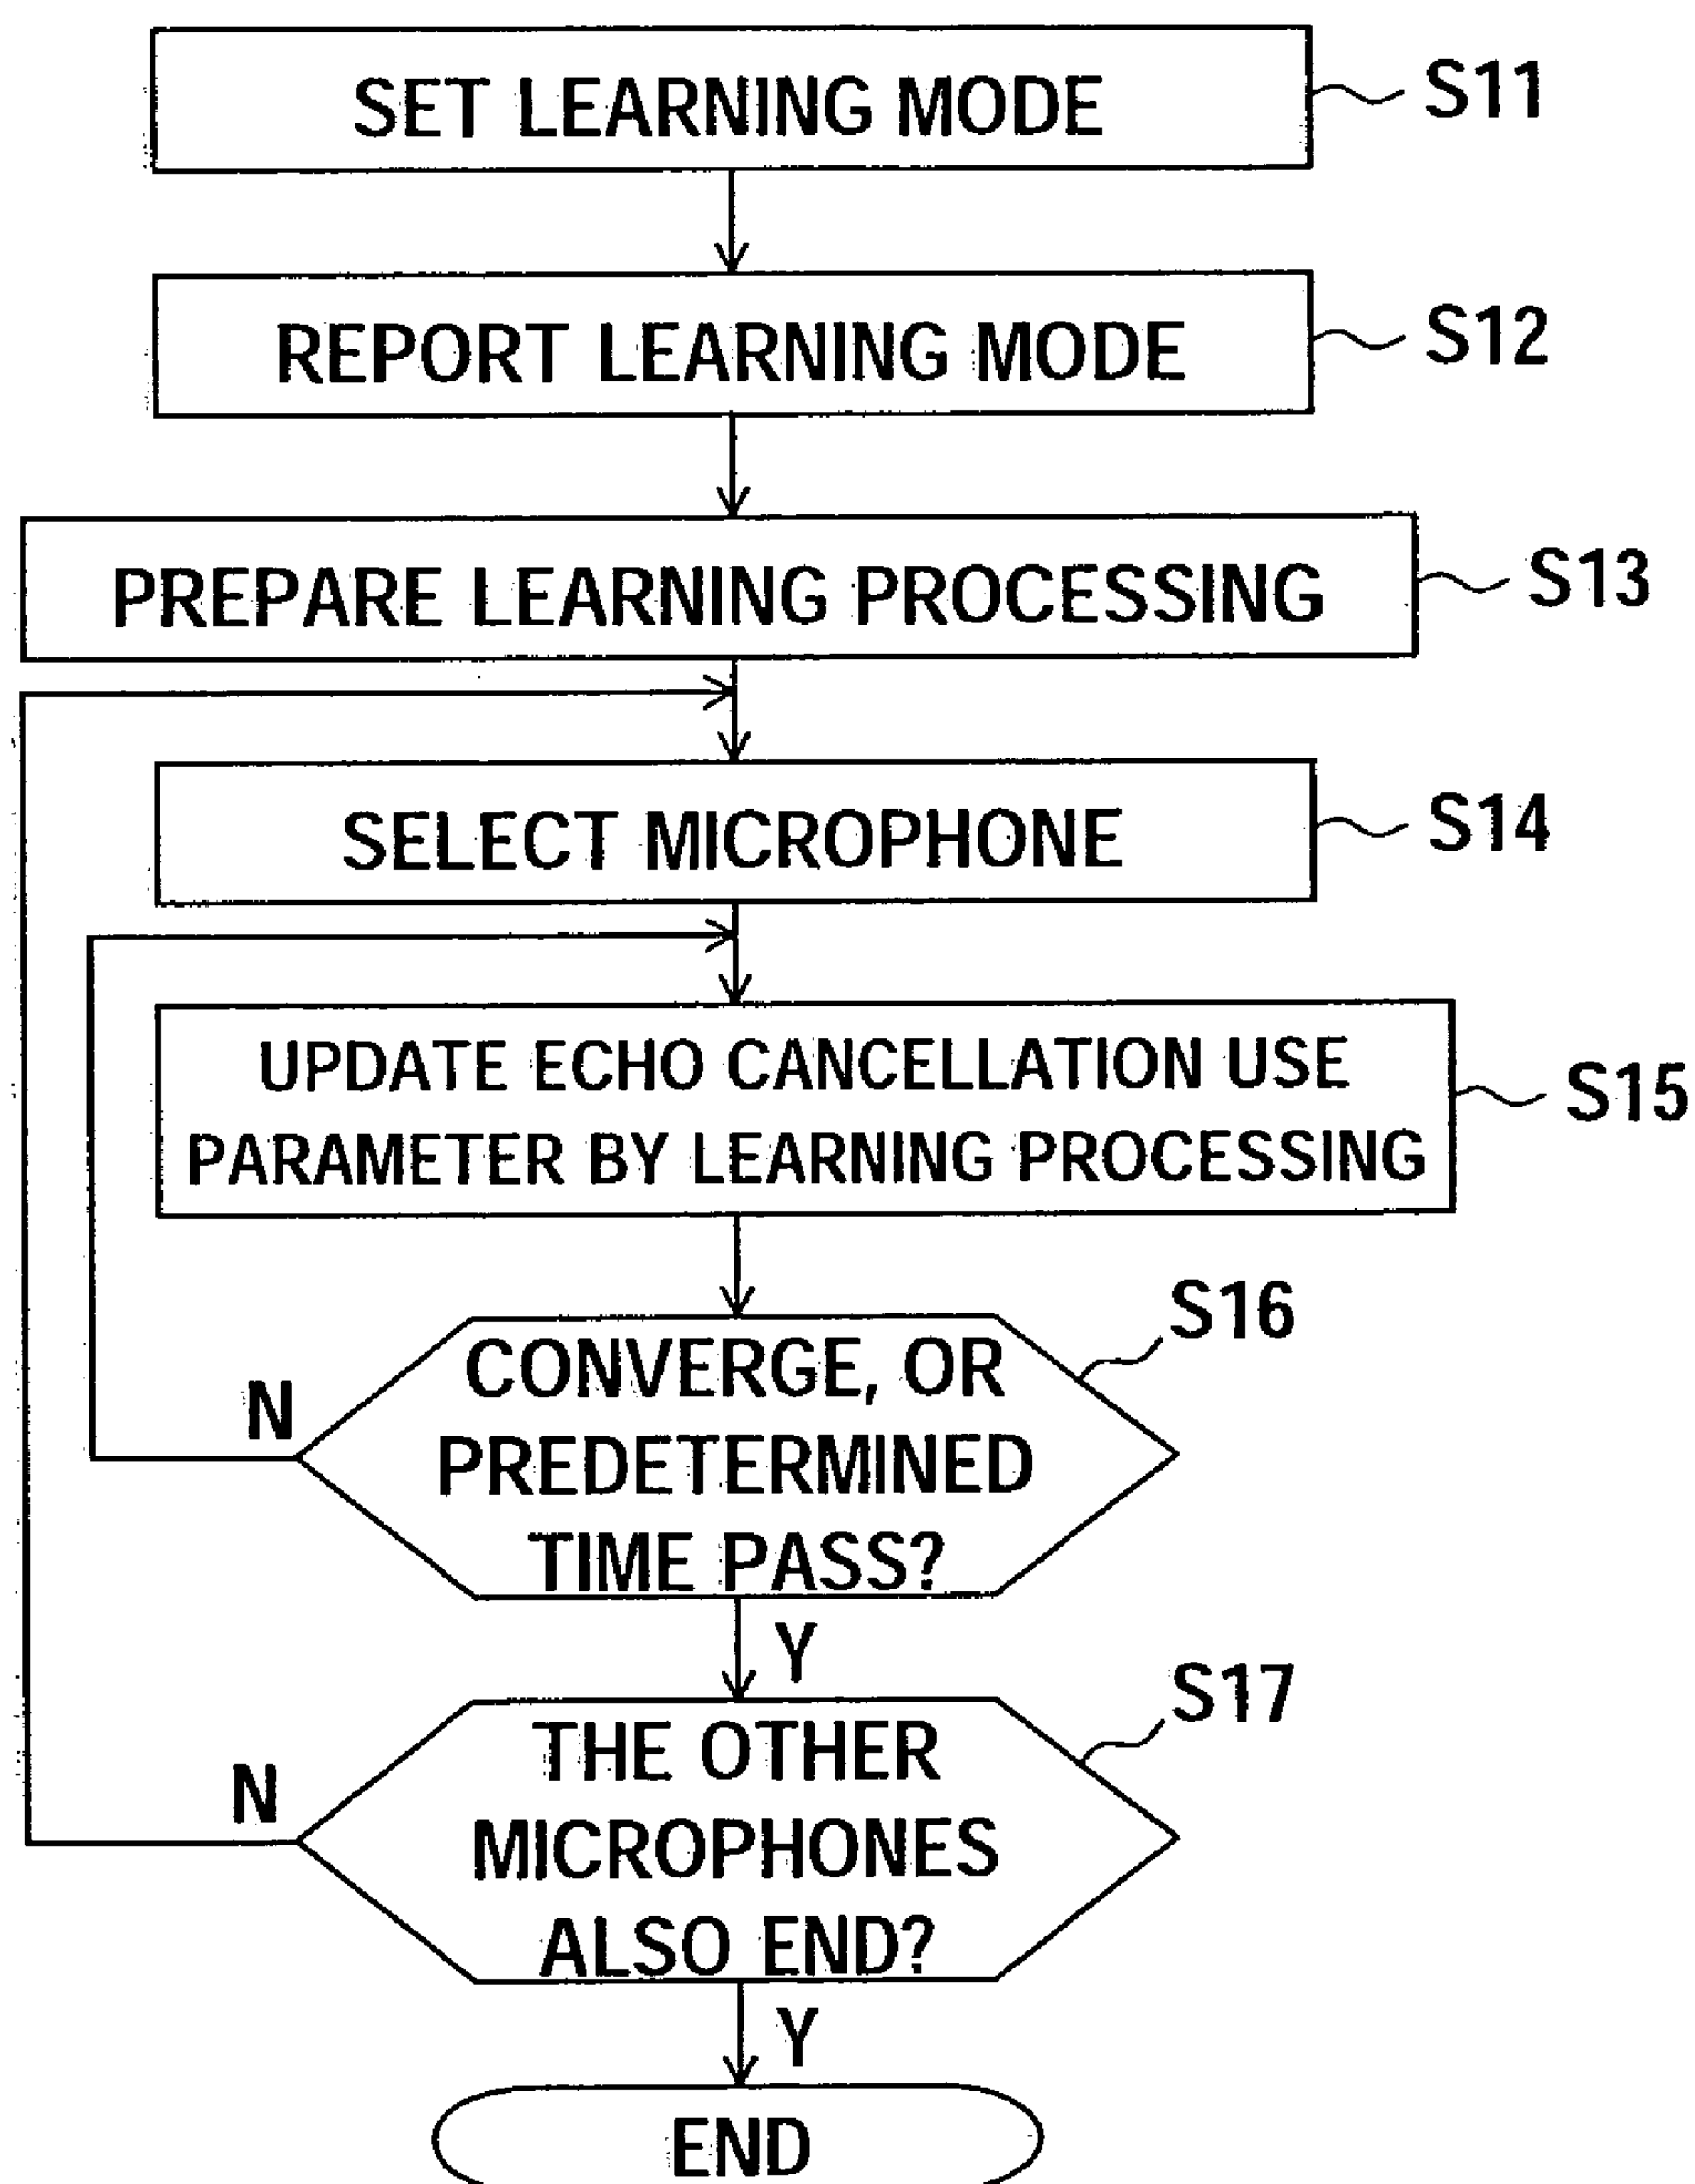 SET LEARNING MODE
S11
REPORT LEARNING MODE
S12
PREPARE LEARNING PROCESSING
S13
SELECT MICROPHONE
S14
UPDATE ECHO CANCELLATION USE
PARAMETER BY LEARNING PROCESSING
S15
S16
CONVERGE, OR
PREDETERMINED
TIME PASS?
N
Y
S17
THE OTHER
MICROPHONES
ALSO END?
N
Y
END